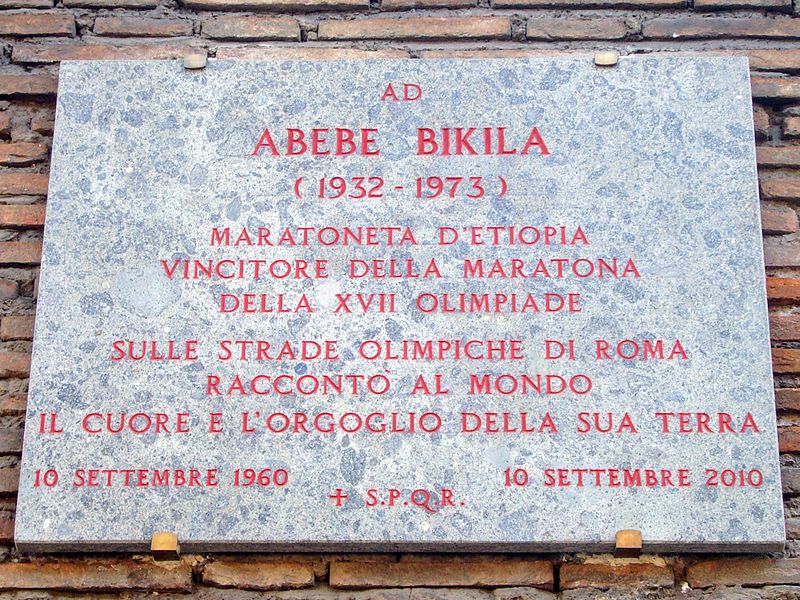 AD
ABEBE BIKILA
( 1932 - 1973 )
MARATONETA D'ETIOPIA
VINCITORE DELLA MARATONA
DELLA XVII OLIMPIADE
SULLE STRADE OLIMPICHE DI ROMA
RACCONTÒ AL MONDO
IL CUORE E L'ORGOGLIO DELLA SUA TERRA
10 SETTEMBRE 1960 10 SETTEMBRE 2010
+ S.P.Q.R.